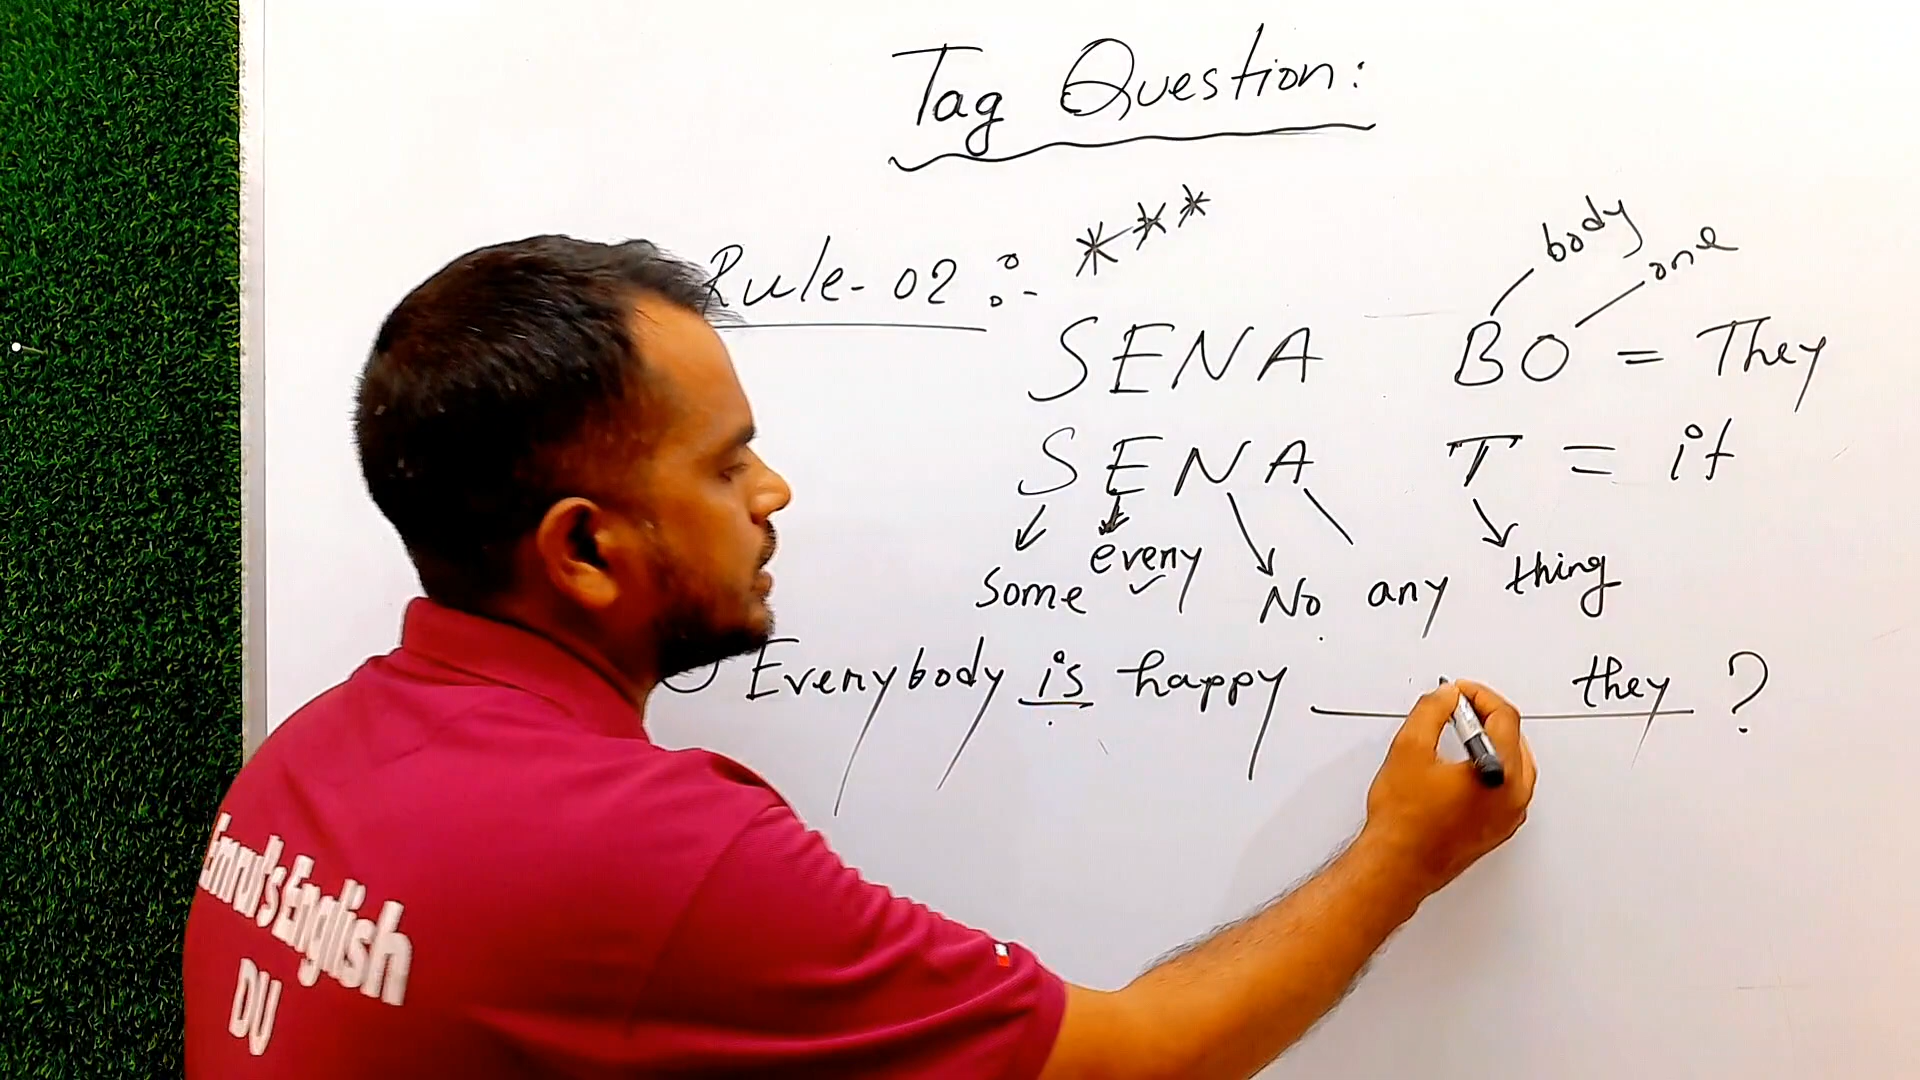 Tag Question:
Rule-02 :- ***
body
one
SENA BO = They
SENA T = it
some every No any thing
Everybody is happy they ?
Emrul's English
DU